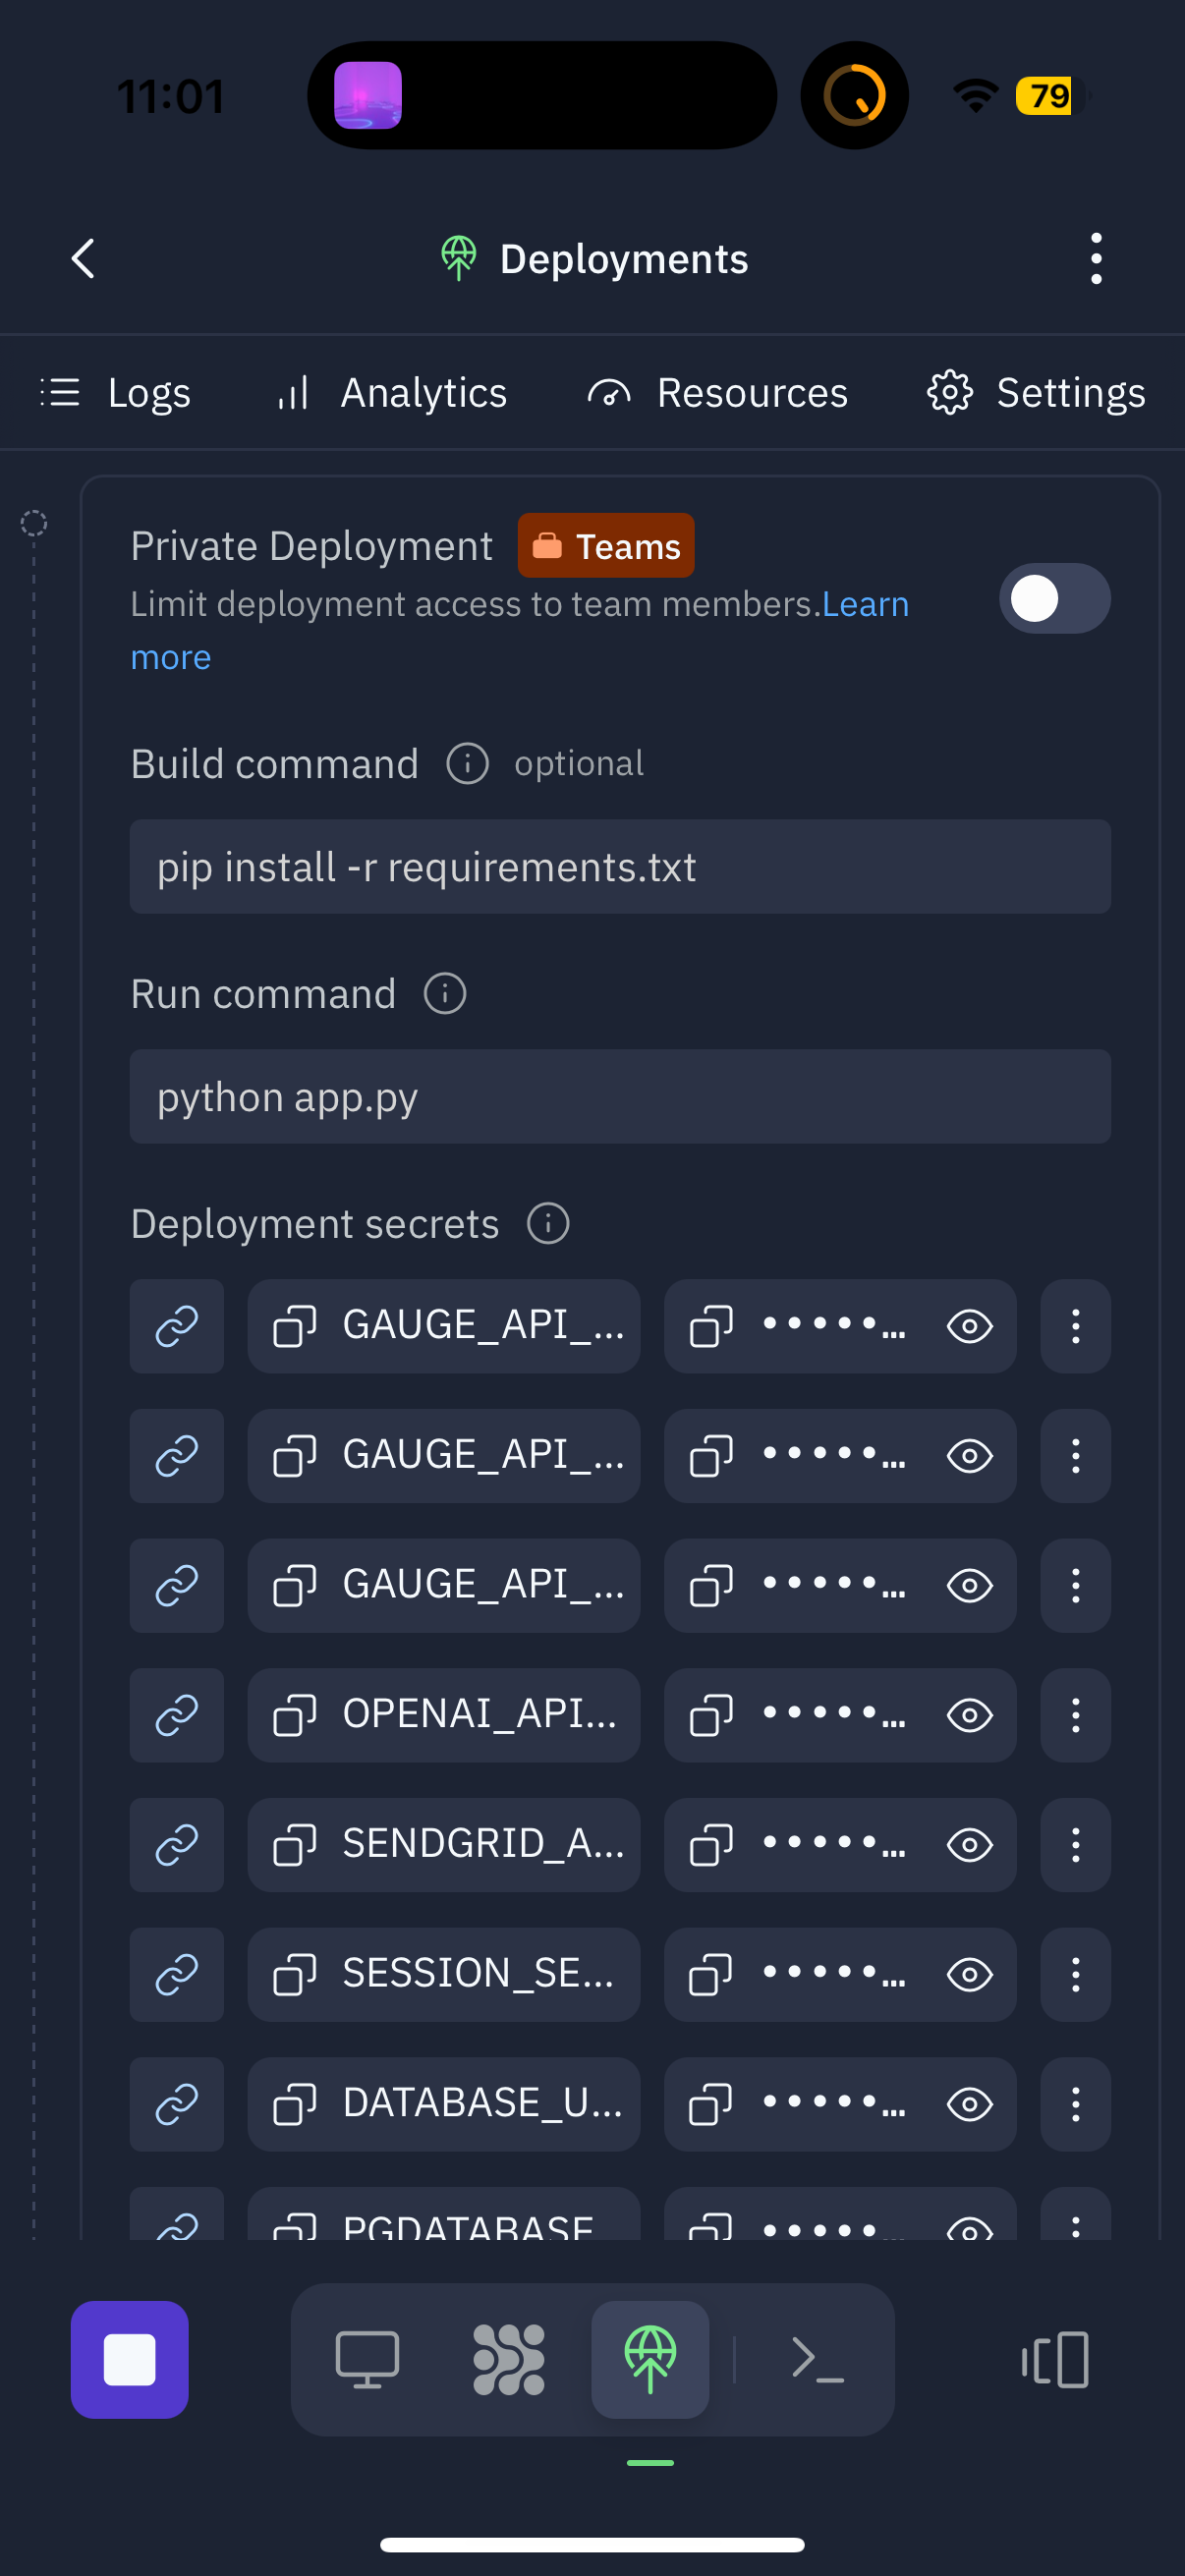 11:01
79
Deployments
Logs Analytics Resources Settings
Private Deployment Teams
Limit deployment access to team members.Learn
more
Build command optional
pip install -r requirements.txt
Run command
python app.py
Deployment secrets
GAUGE_API_... •••••...
GAUGE_API_... •••••...
GAUGE_API_... •••••...
OPENAI_API... •••••...
SENDGRID_A... •••••...
SESSION_SE... •••••...
DATABASE_U... •••••...
PGDATABASE •••••...